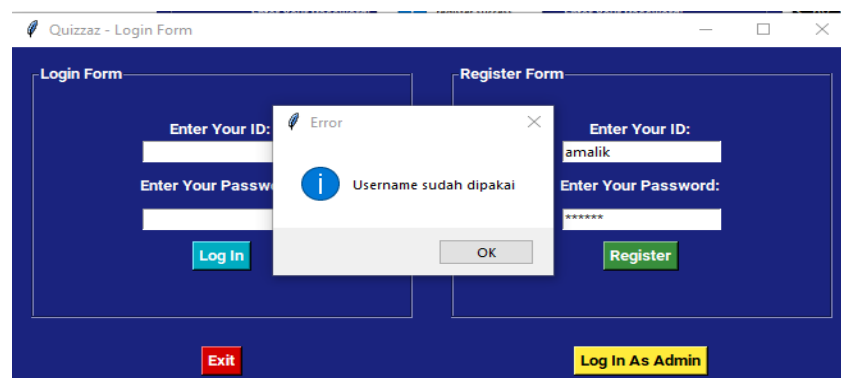 Quizzaz - Login Form
Login Form
Enter Your ID:
Enter Your Passw
Log In
Exit
Error
Username sudah dipakai
OK
Register Form
Enter Your ID:
amalik
Enter Your Password:
******
Register
Log In As Admin